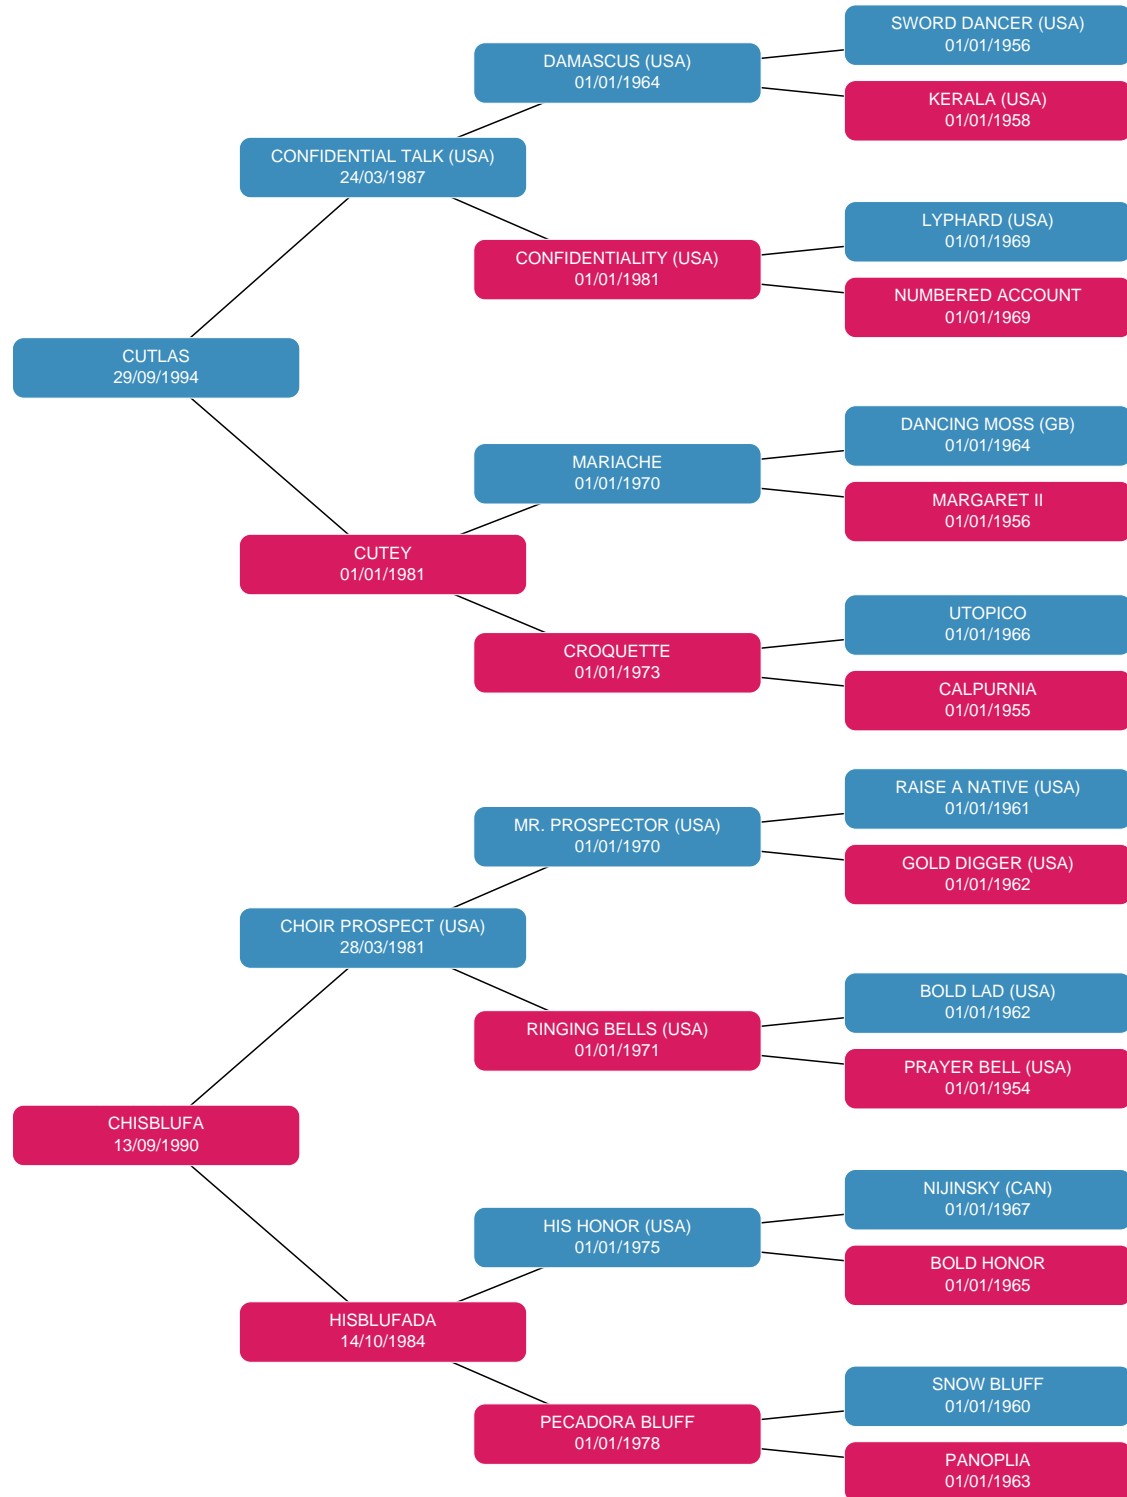 SWORD DANCER (USA)
01/01/1956
DAMASCUS (USA)
01/01/1964
KERALA (USA)
01/01/1958
CONFIDENTIAL TALK (USA)
24/03/1987
LYPHARD (USA)
01/01/1969
CONFIDENTIALITY (USA)
01/01/1981
NUMBERED ACCOUNT
01/01/1969
CUTLAS
29/09/1994
DANCING MOSS (GB)
01/01/1964
MARIACHE
01/01/1970
MARGARET II
01/01/1956
CUTEY
01/01/1981
UTOPICO
01/01/1966
CROQUETTE
01/01/1973
CALPURNIA
01/01/1955
RAISE A NATIVE (USA)
01/01/1961
MR. PROSPECTOR (USA)
01/01/1970
GOLD DIGGER (USA)
01/01/1962
CHOIR PROSPECT (USA)
28/03/1981
BOLD LAD (USA)
01/01/1962
RINGING BELLS (USA)
01/01/1971
PRAYER BELL (USA)
01/01/1954
CHISBLUFA
13/09/1990
NIJINSKY (CAN)
01/01/1967
HIS HONOR (USA)
01/01/1975
BOLD HONOR
01/01/1965
HISBLUFADA
14/10/1984
SNOW BLUFF
01/01/1960
PECADORA BLUFF
01/01/1978
PANOPLIA
01/01/1963